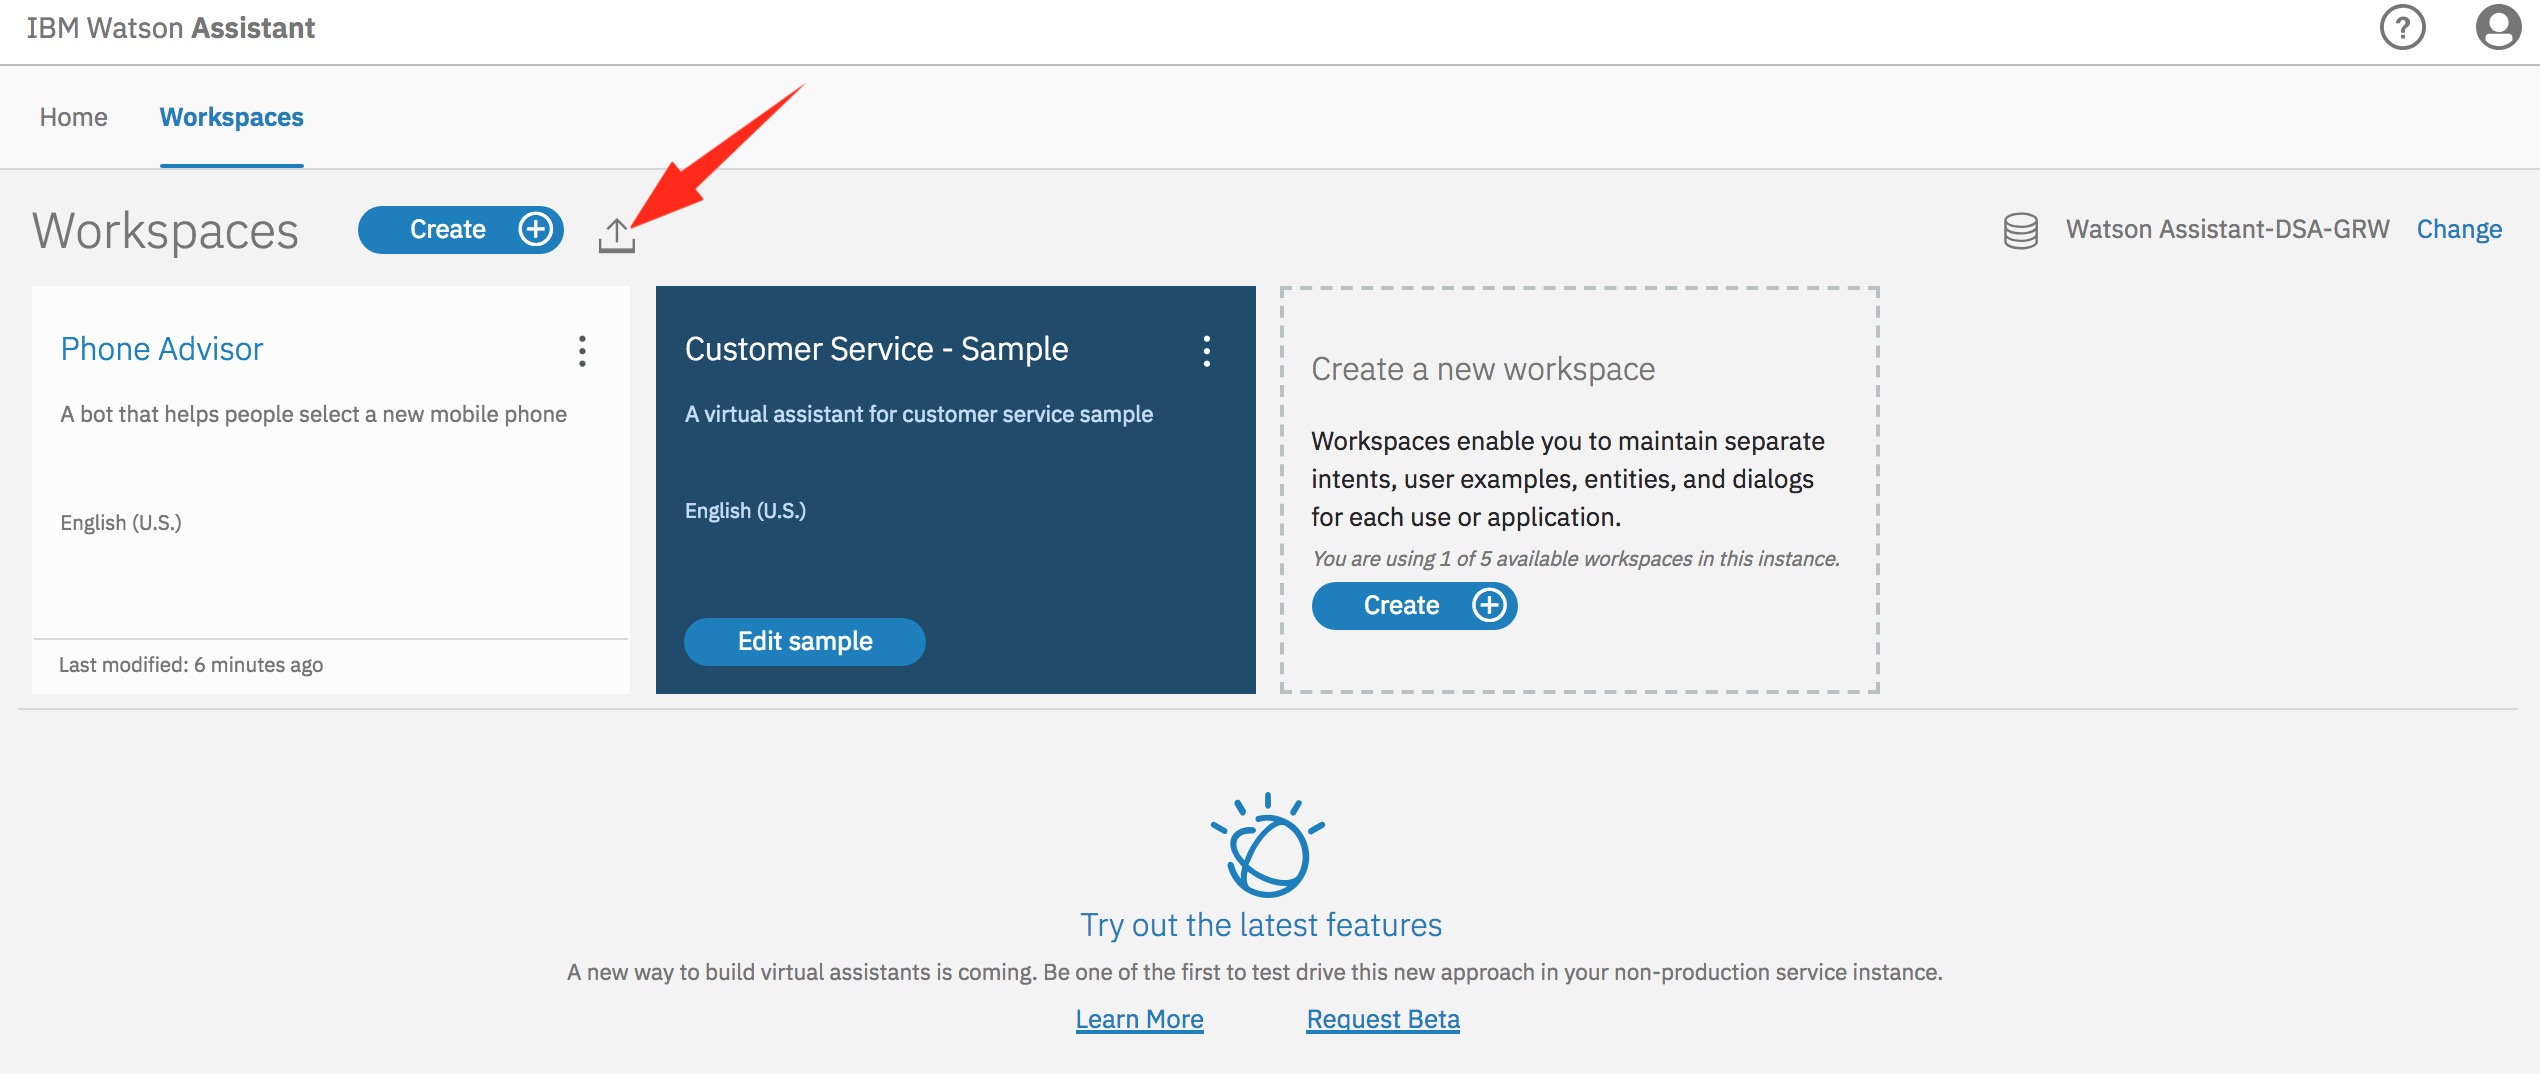 IBM Watson Assistant
?
Home
Workspaces
Workspaces
Create
Watson Assistant-DSA-GRW
Change
Phone Advisor
A bot that helps people select a new mobile phone
English (U.S.)
Last modified: 6 minutes ago
Customer Service - Sample
A virtual assistant for customer service sample
English (U.S.)
Edit sample
Create a new workspace
Workspaces enable you to maintain separate
intents, user examples, entities, and dialogs
for each use or application.
You are using 1 of 5 available workspaces in this instance.
Create
Try out the latest features
A new way to build virtual assistants is coming. Be one of the first to test drive this new approach in your non-production service instance.
Learn More
Request Beta